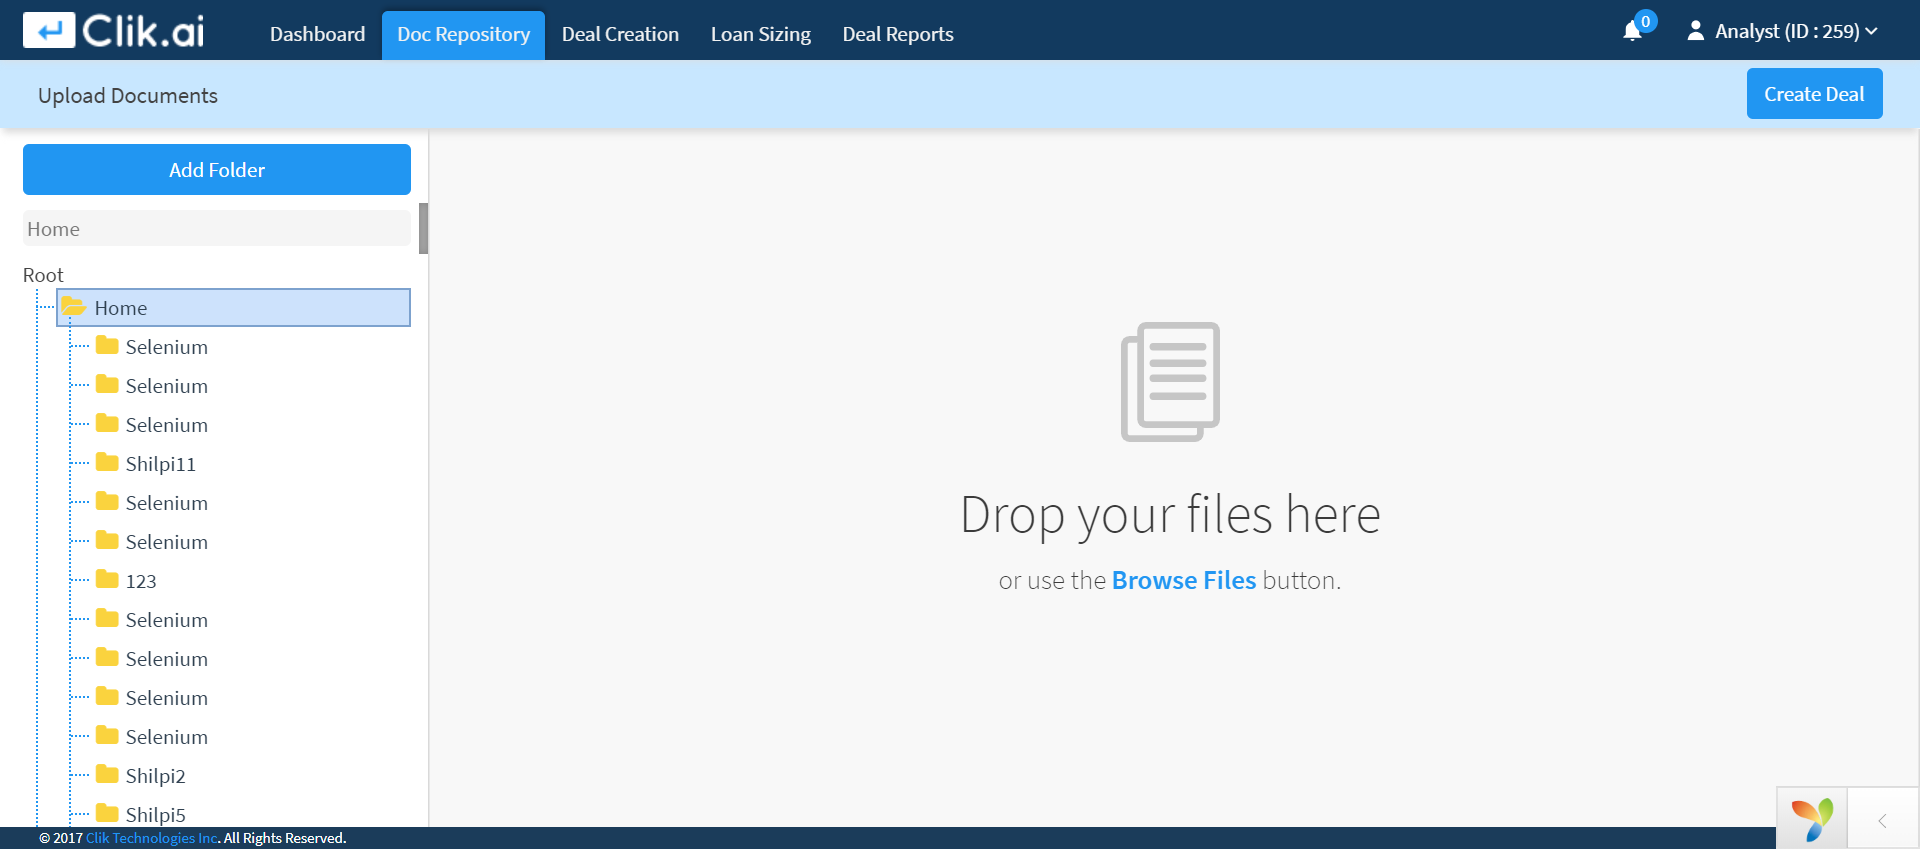 Clik.ai
Dashboard
Doc Repository
Deal Creation
Loan Sizing
Deal Reports
0
Analyst (ID : 259)
Upload Documents
Create Deal
Add Folder
Home
Root
Home
Selenium
Selenium
Selenium
Shilpi11
Selenium
Selenium
123
Selenium
Selenium
Selenium
Selenium
Shilpi2
Shilpi5
Drop your files here
or use the Browse Files button.
© 2017 Clik Technologies Inc. All Rights Reserved.